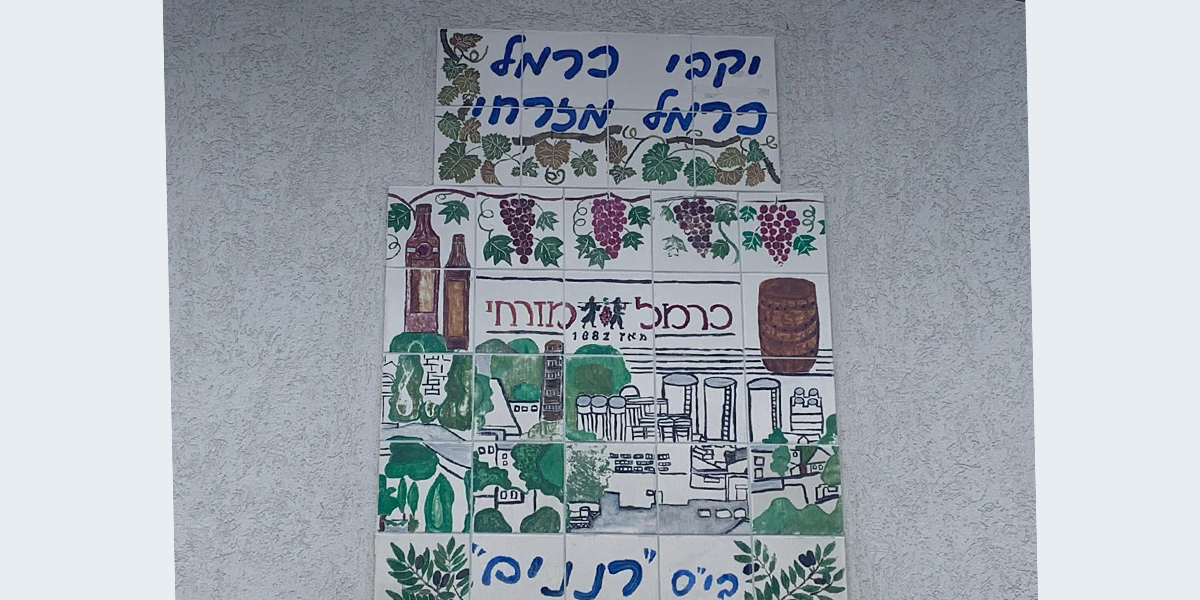 יקבי כרמל
כרמל מזרחי
כרמל מזרחי
מאז 1882
בי"ס "רננים"